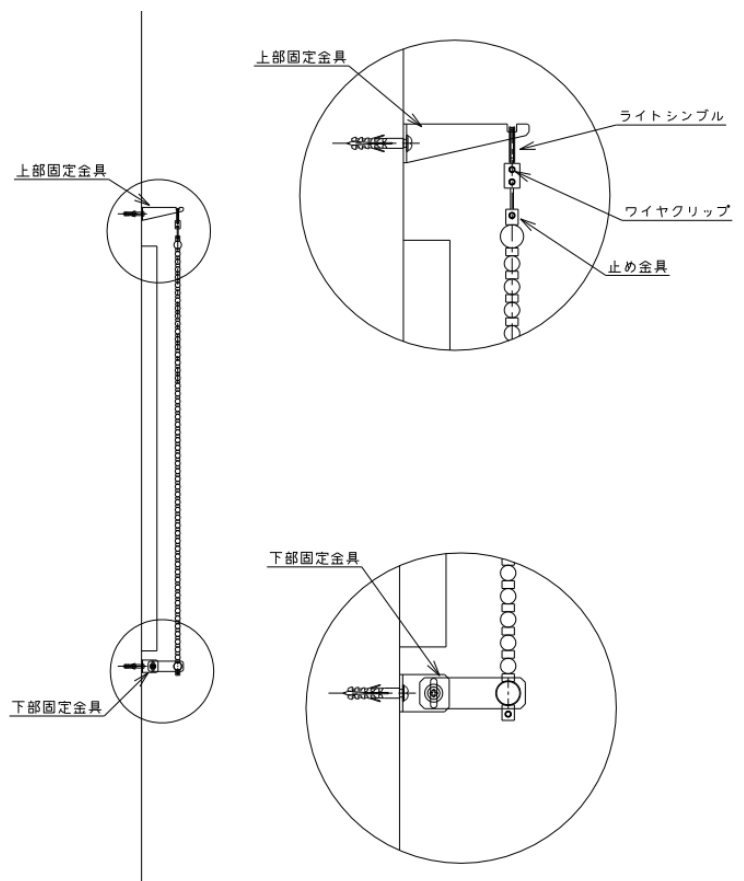 上部固定金具
ライトシンブル
上部固定金具
ワイヤクリップ
止め金具
下部固定金具
下部固定金具